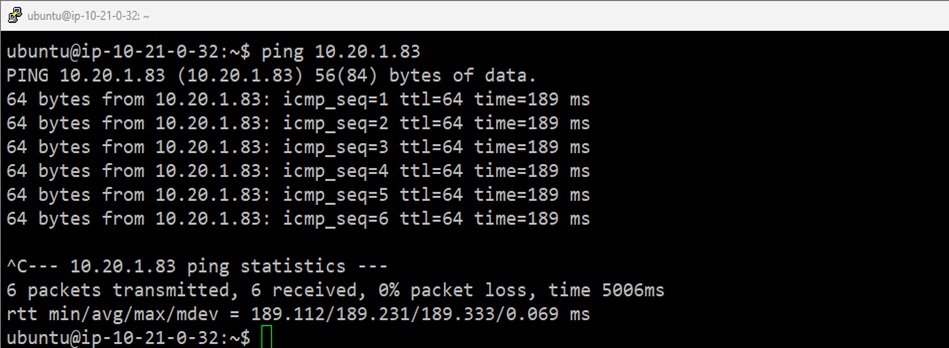 ubuntu@ip-10-21-0-32: ~
ubuntu@ip-10-21-0-32:~$ ping 10.20.1.83
PING 10.20.1.83 (10.20.1.83) 56(84) bytes of data.
64 bytes from 10.20.1.83: icmp_seq=1 ttl=64 time=189 ms
64 bytes from 10.20.1.83: icmp_seq=2 ttl=64 time=189 ms
64 bytes from 10.20.1.83: icmp_seq=3 ttl=64 time=189 ms
64 bytes from 10.20.1.83: icmp_seq=4 ttl=64 time=189 ms
64 bytes from 10.20.1.83: icmp_seq=5 ttl=64 time=189 ms
64 bytes from 10.20.1.83: icmp_seq=6 ttl=64 time=189 ms
^C--- 10.20.1.83 ping statistics ---
6 packets transmitted, 6 received, 0% packet loss, time 5006ms
rtt min/avg/max/mdev = 189.112/189.231/189.333/0.069 ms
ubuntu@ip-10-21-0-32:~$